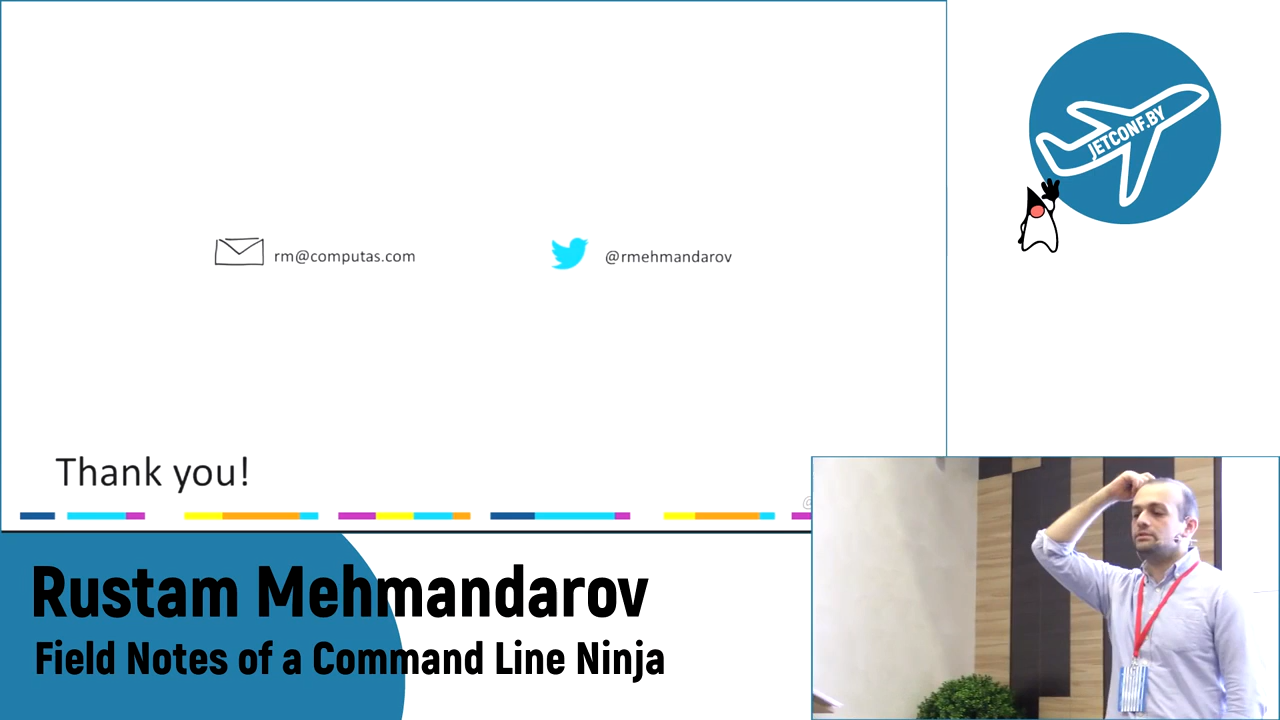 JETCONF.BY
rm@computas.com
@rmehmandarov
Thank you!
@
Rustam Mehmandarov
Field Notes of a Command Line Ninja